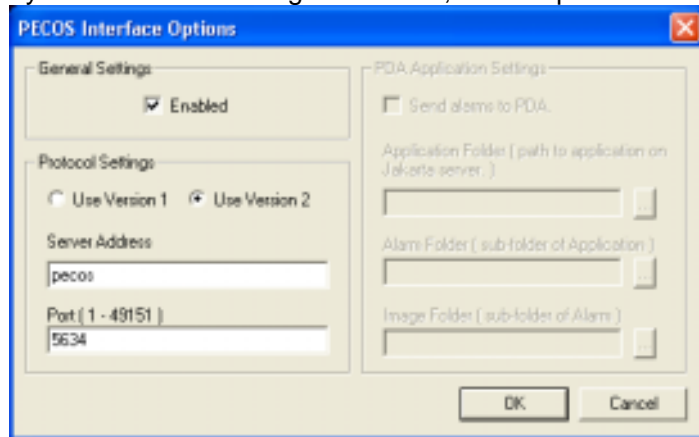 PECOS Interface Options
General Settings
Enabled
Protocol Settings
Use Version 1 Use Version 2
Server Address
pecos
Port ( 1 - 49151 )
5634
PDA Application Settings
Send alarms to PDA.
Application Folder ( path to application on
Jakarta server. )
...
Alarm Folder ( sub-folder of Application )
...
Image Folder ( sub-folder of Alarm )
...
OK Cancel